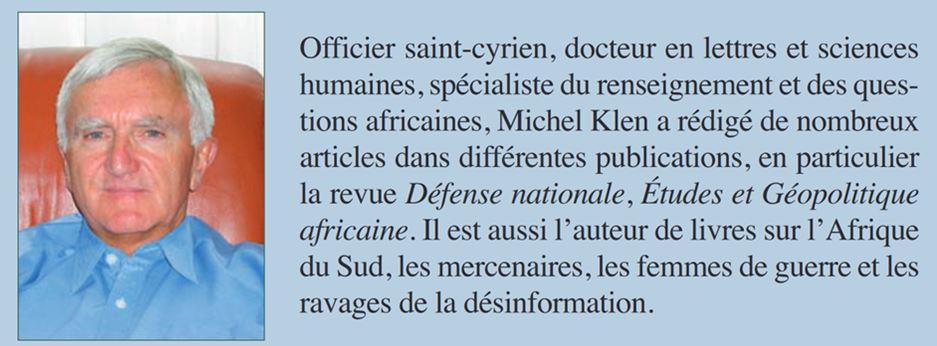 Officier saint-cyrien, docteur en lettres et sciences
humaines, spécialiste du renseignement et des ques-
tions africaines, Michel Klen a rédigé de nombreux
articles dans différentes publications, en particulier
la revue Défense nationale, Études et Géopolitique
africaine. Il est aussi l’auteur de livres sur l’Afrique
du Sud, les mercenaires, les femmes de guerre et les
ravages de la désinformation.